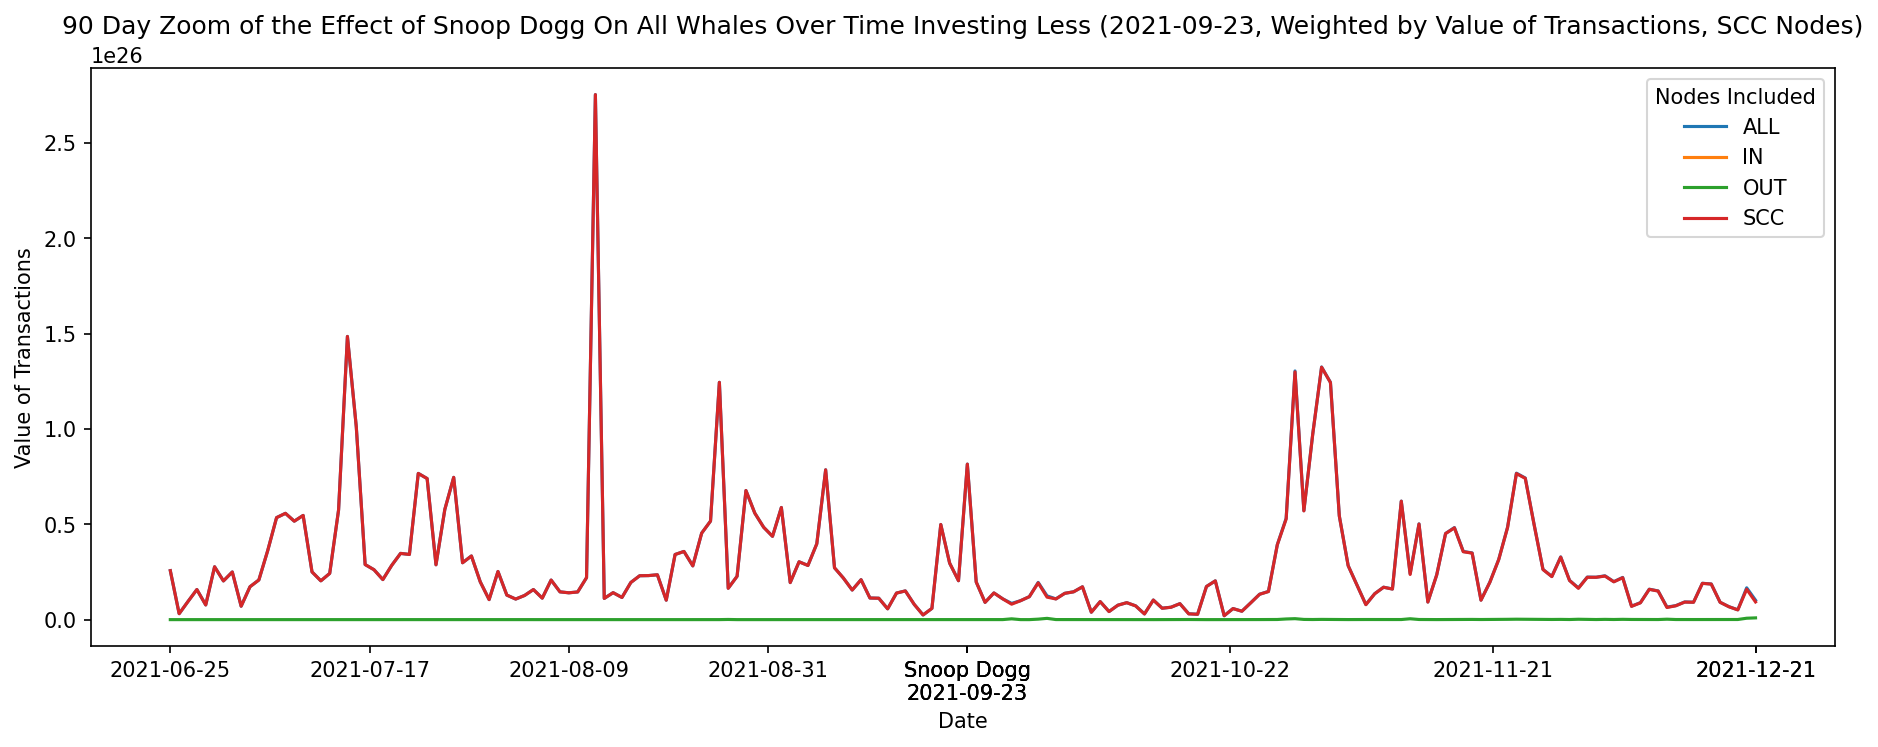 90 Day Zoom of the Effect of Snoop Dogg On All Whales Over Time Investing Less (2021-09-23, Weighted by Value of Transactions, SCC Nodes)
1e26
Nodes Included
ALL
IN
OUT
SCC
2.5
2.0
1.5
1.0
0.5
0.0
Value of Transactions
2021-06-25 2021-07-17 2021-08-09 2021-08-31 Snoop Dogg 2021-10-22 2021-11-21 2021-12-21
2021-09-23
Date